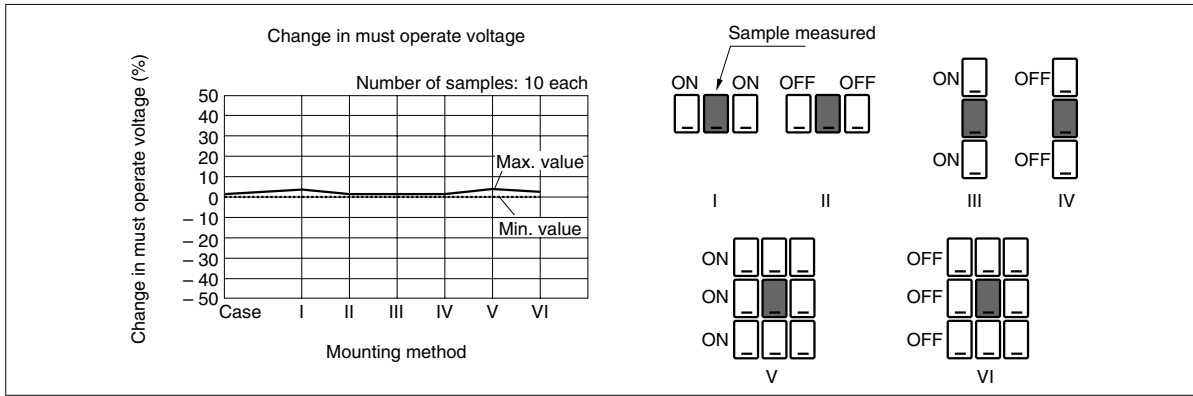 Change in must operate voltage
Number of samples: 10 each
Change in must operate voltage (%)
50
40
30
20
10
0
– 10
– 20
– 30
– 40
– 50
Max. value
Min. value
Case I II III IV V VI
Mounting method
Sample measured
ON ON OFF OFF
I II
ON OFF
ON OFF
III IV
ON
ON
ON
V
OFF
OFF
OFF
VI